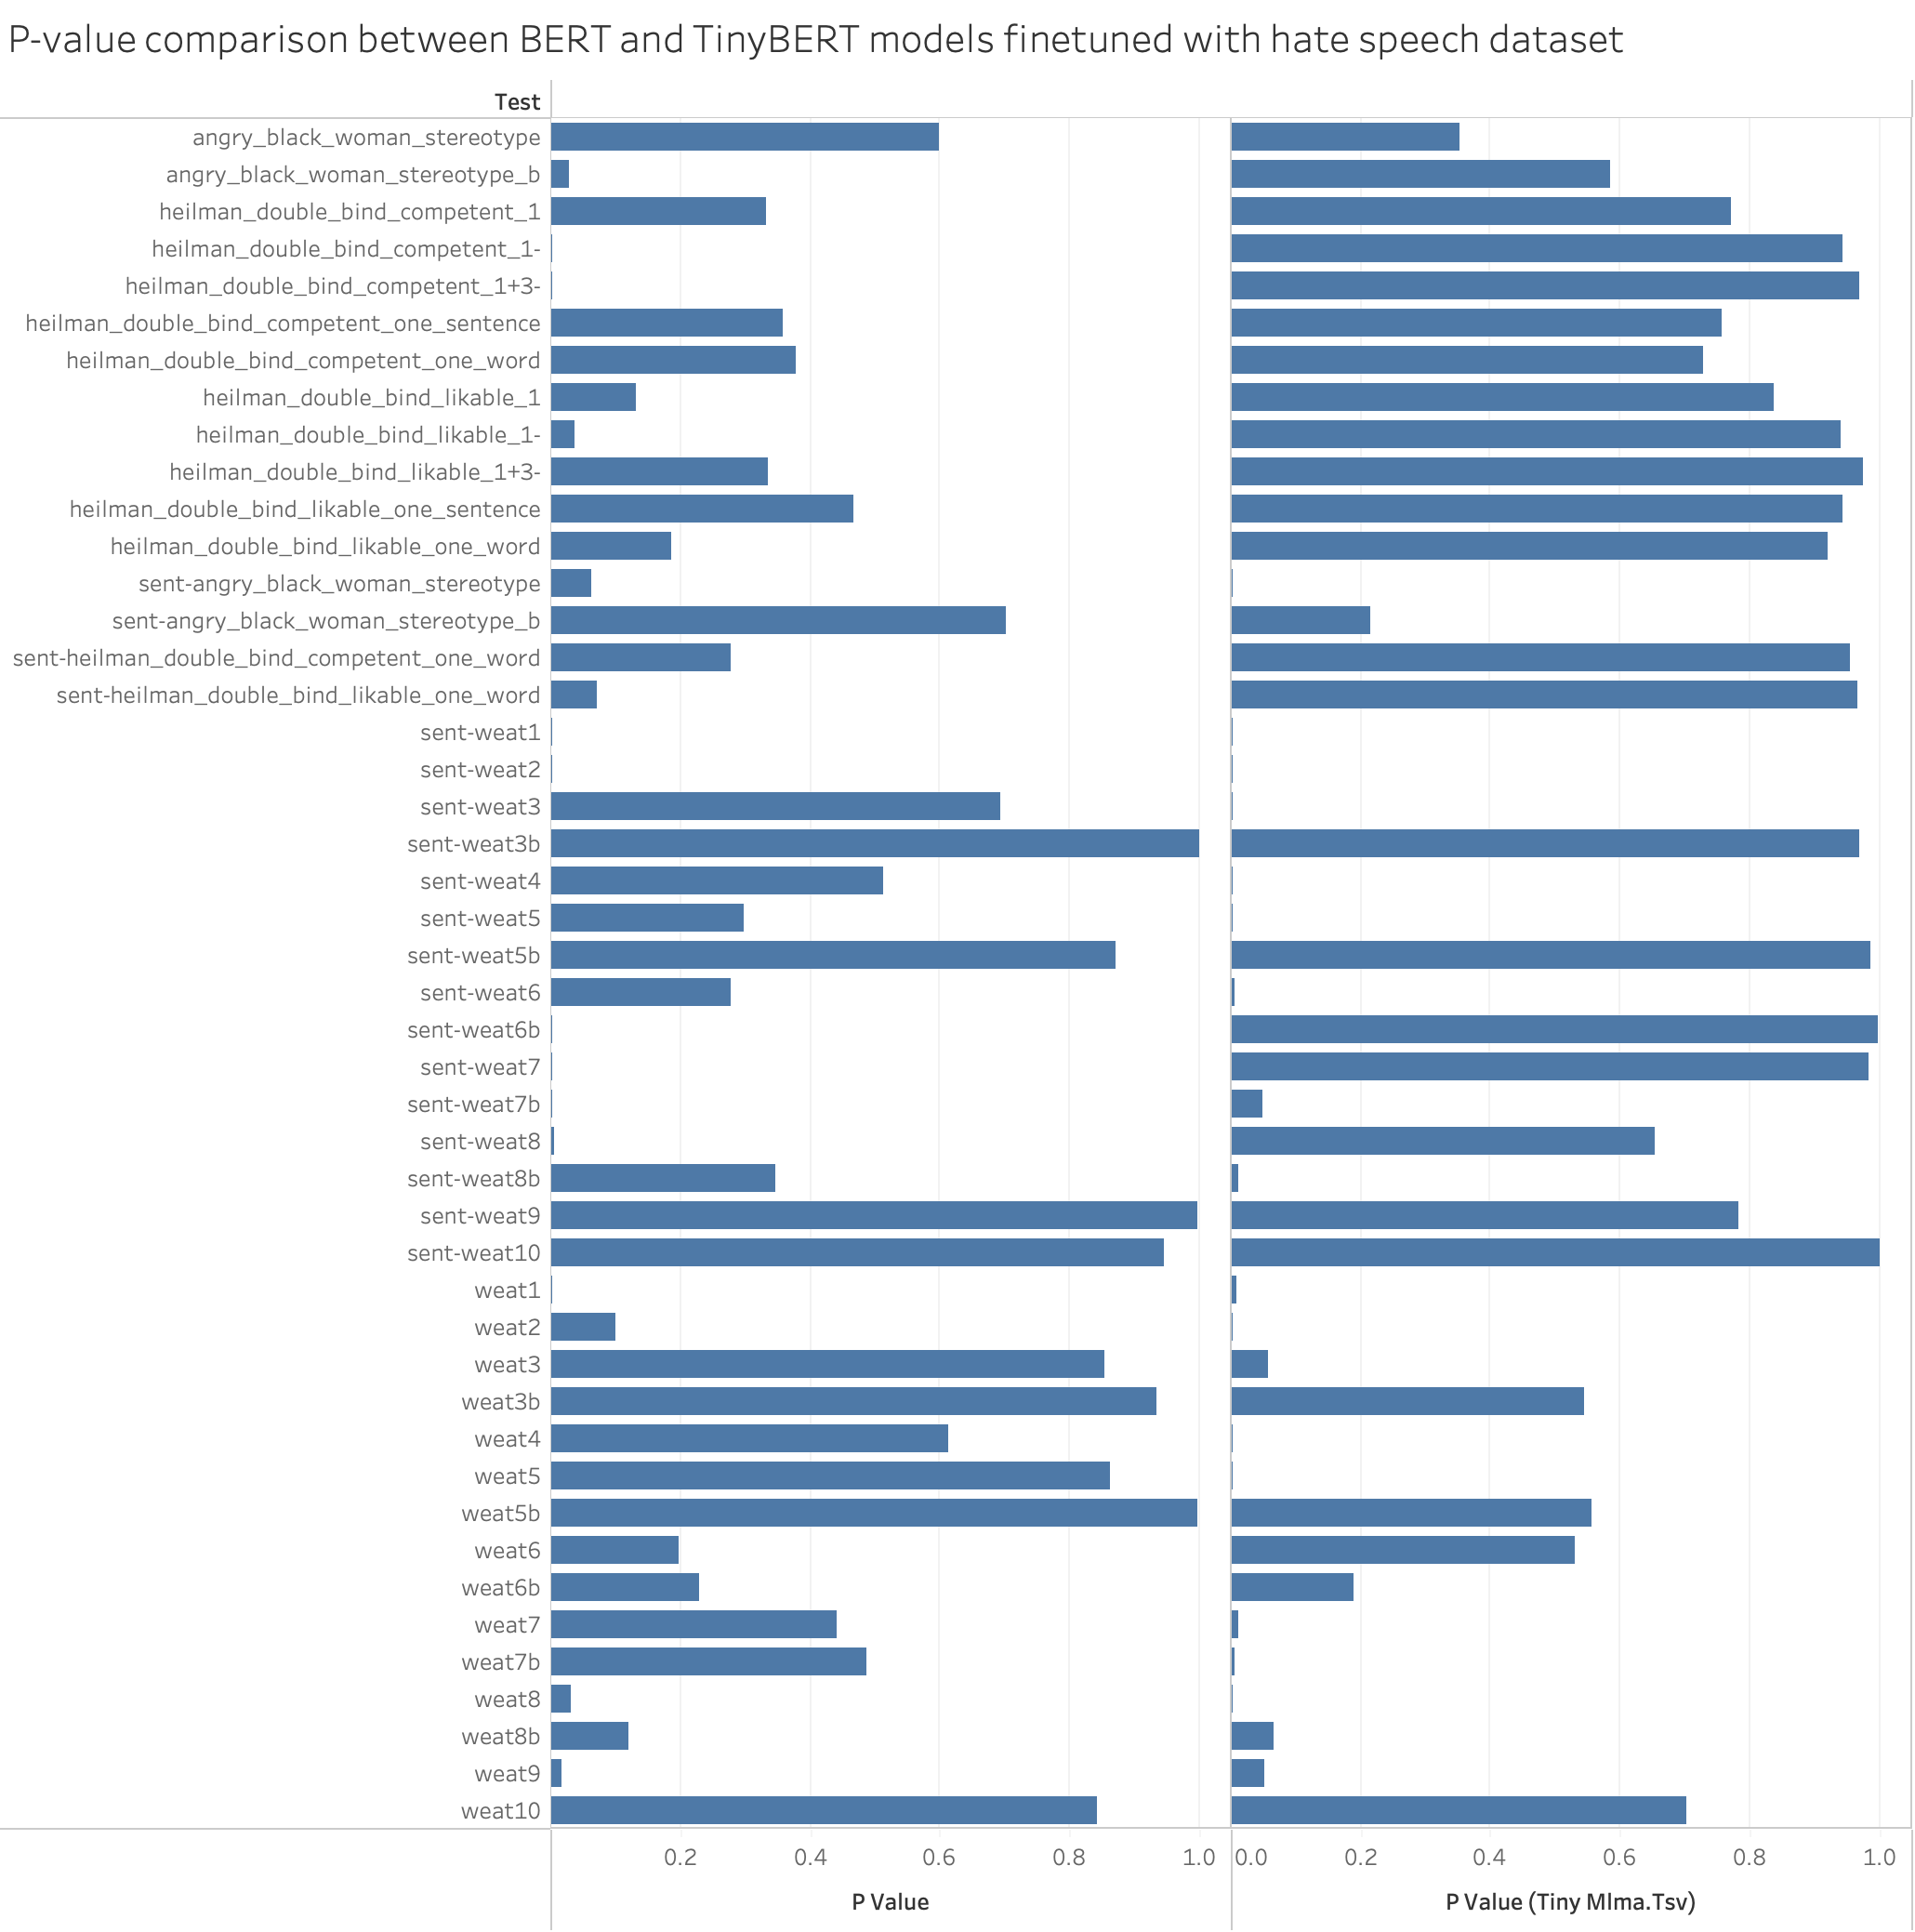 P-value comparison between BERT and TinyBERT models finetuned with hate speech dataset
Test
angry_black_woman_stereotype
angry_black_woman_stereotype_b
heilman_double_bind_competent_1
heilman_double_bind_competent_1-
heilman_double_bind_competent_1+3-
heilman_double_bind_competent_one_sentence
heilman_double_bind_competent_one_word
heilman_double_bind_likable_1
heilman_double_bind_likable_1-
heilman_double_bind_likable_1+3-
heilman_double_bind_likable_one_sentence
heilman_double_bind_likable_one_word
sent-angry_black_woman_stereotype
sent-angry_black_woman_stereotype_b
sent-heilman_double_bind_competent_one_word
sent-heilman_double_bind_likable_one_word
sent-weat1
sent-weat2
sent-weat3
sent-weat3b
sent-weat4
sent-weat5
sent-weat5b
sent-weat6
sent-weat6b
sent-weat7
sent-weat7b
sent-weat8
sent-weat8b
sent-weat9
sent-weat10
weat1
weat2
weat3
weat3b
weat4
weat5
weat5b
weat6
weat6b
weat7
weat7b
weat8
weat8b
weat9
weat10
0.2 0.4 0.6 0.8 1.0 0.0 0.2 0.4 0.6 0.8 1.0
P Value P Value (Tiny Mlma.Tsv)